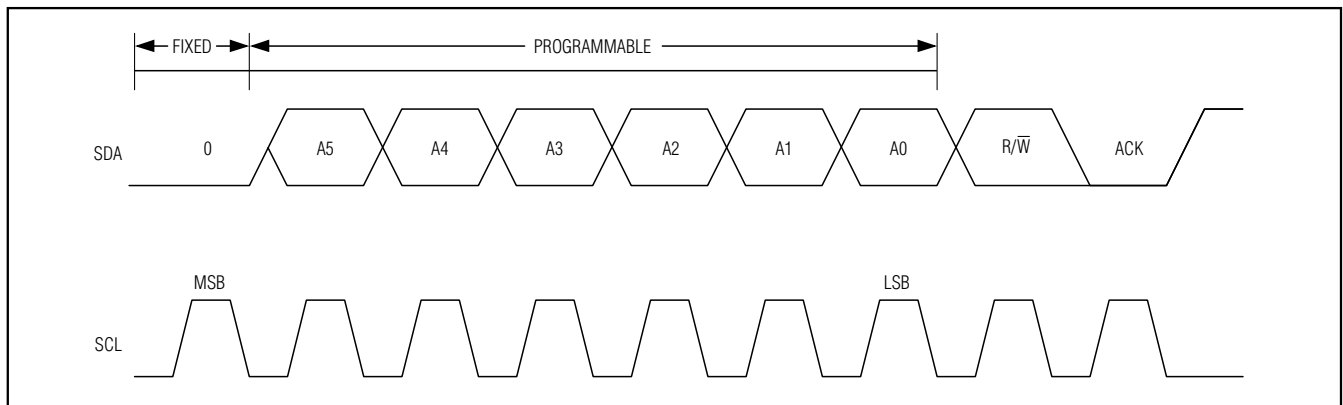 FIXED PROGRAMMABLE
SDA 0 A5 A4 A3 A2 A1 A0 R/W̅ ACK
MSB LSB
SCL